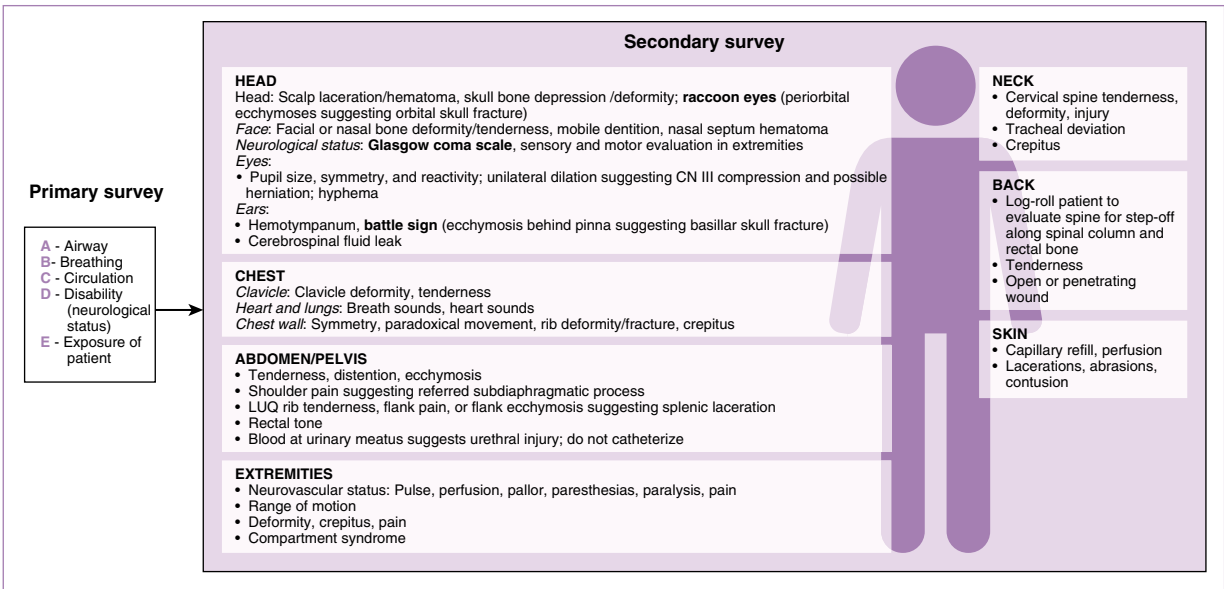 Secondary survey
Primary survey
A - Airway
B- Breathing
C - Circulation
D - Disability
(neurological
status)
E - Exposure of
patient
HEAD
Head: Scalp laceration/hematoma, skull bone depression /deformity; raccoon eyes (periorbital
ecchymoses suggesting orbital skull fracture)
Face: Facial or nasal bone deformity/tenderness, mobile dentition, nasal septum hematoma
Neurological status: Glasgow coma scale, sensory and motor evaluation in extremities
Eyes:
• Pupil size, symmetry, and reactivity; unilateral dilation suggesting CN III compression and possible
herniation; hyphema
Ears:
• Hemotympanum, battle sign (ecchymosis behind pinna suggesting basillar skull fracture)
• Cerebrospinal fluid leak
CHEST
Clavicle: Clavicle deformity, tenderness
Heart and lungs: Breath sounds, heart sounds
Chest wall: Symmetry, paradoxical movement, rib deformity/fracture, crepitus
ABDOMEN/PELVIS
• Tenderness, distention, ecchymosis
• Shoulder pain suggesting referred subdiaphragmatic process
• LUQ rib tenderness, flank pain, or flank ecchymosis suggesting splenic laceration
• Rectal tone
• Blood at urinary meatus suggests urethral injury; do not catheterize
EXTREMITIES
• Neurovascular status: Pulse, perfusion, pallor, paresthesias, paralysis, pain
• Range of motion
• Deformity, crepitus, pain
• Compartment syndrome
NECK
• Cervical spine tenderness,
deformity, injury
• Tracheal deviation
• Crepitus
BACK
• Log-roll patient to
evaluate spine for step-off
along spinal column and
rectal bone
• Tenderness
• Open or penetrating
wound
SKIN
• Capillary refill, perfusion
• Lacerations, abrasions,
contusion